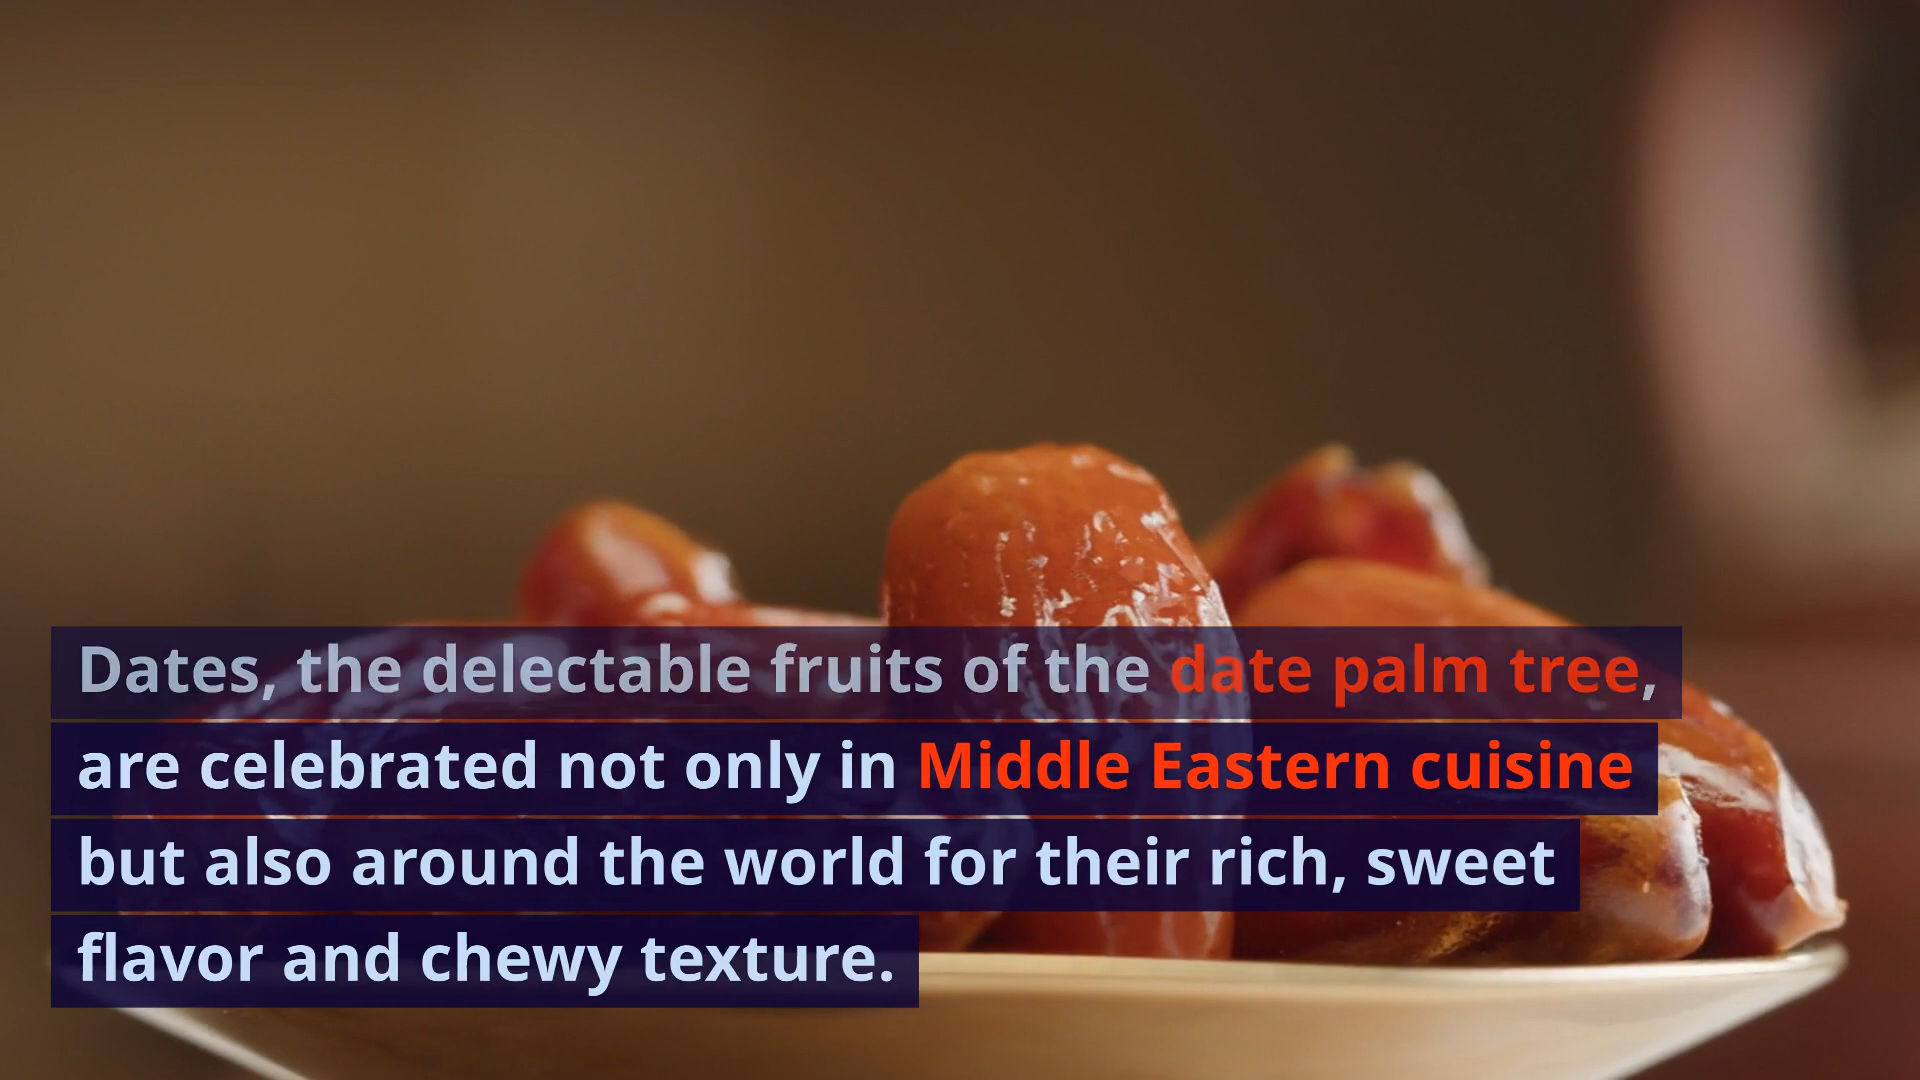 Dates, the delectable fruits of the date palm tree,
are celebrated not only in Middle Eastern cuisine
but also around the world for their rich, sweet
flavor and chewy texture.